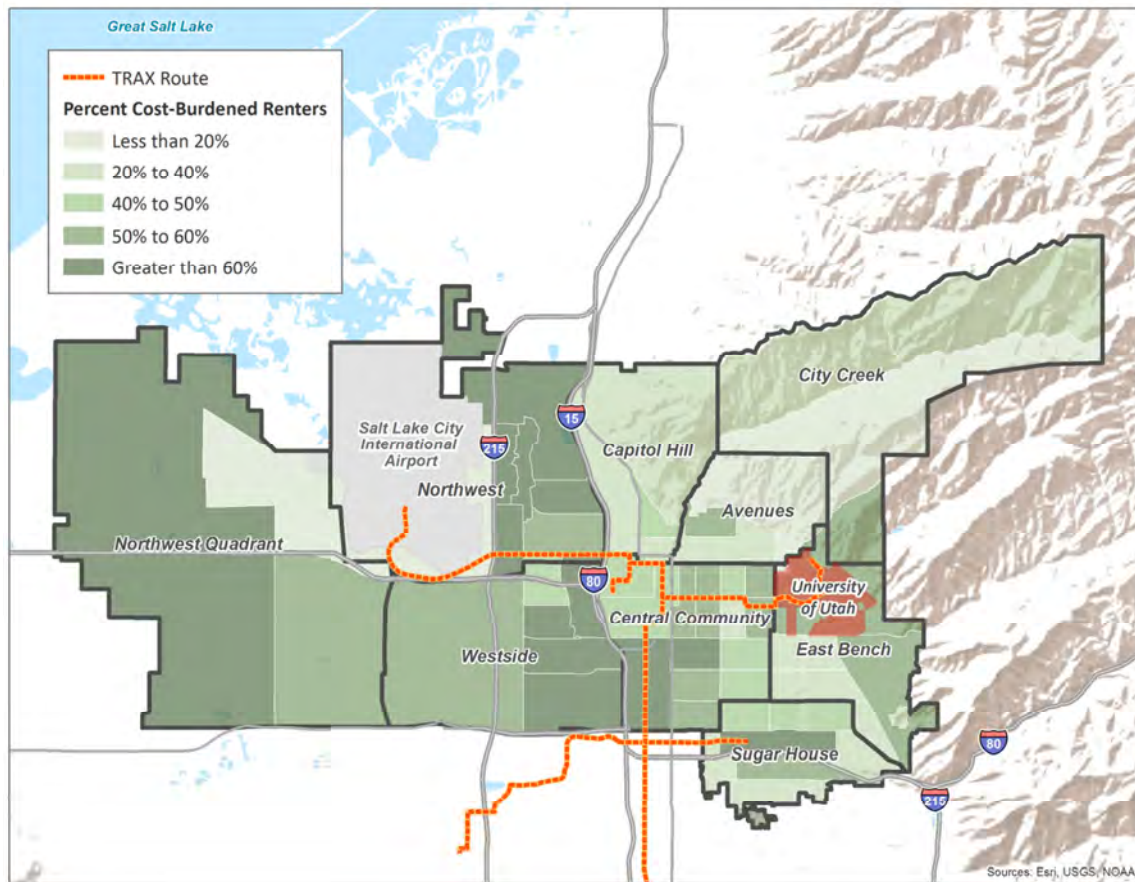 Great Salt Lake
TRAX Route
Percent Cost-Burdened Renters
Less than 20%
20% to 40%
40% to 50%
50% to 60%
Greater than 60%
City Creek
15
Salt Lake City
International
Airport
215
Capitol Hill
Northwest
Avenues
Northwest Quadrant
80
University
of Utah
Central Community
Westside
East Bench
Sugar House
80
215
Sources: Esri, USGS, NOAA